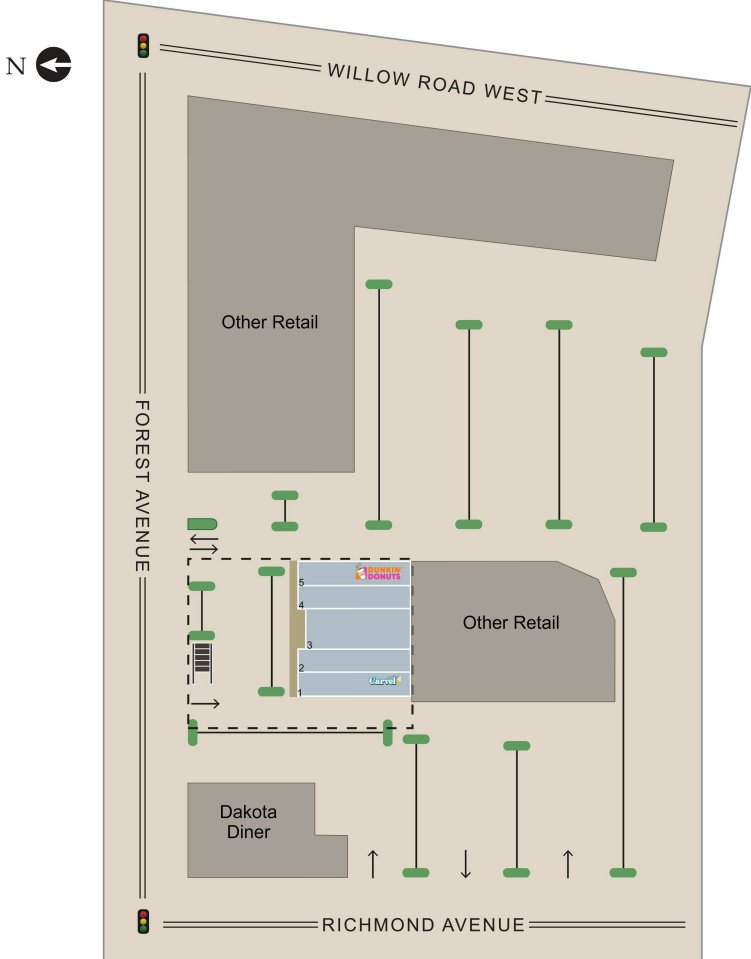 N
WILLOW ROAD WEST
Other Retail
FOREST AVENUE
DUNKIN'
DONUTS
5
4
3
2
Carvel
1
Other Retail
Dakota
Diner
RICHMOND AVENUE